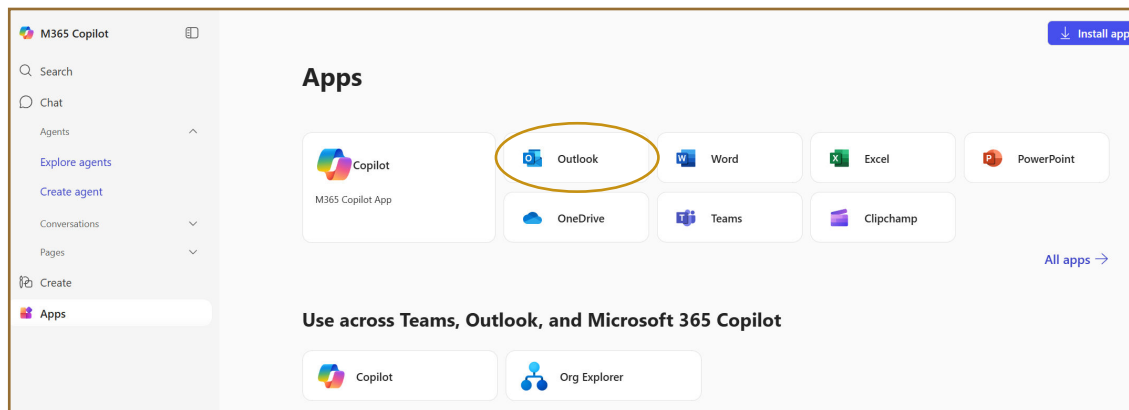 M365 Copilot
Search
Chat
Agents
Explore agents
Create agent
Conversations
Pages
Create
Apps
Install app
Apps
Copilot
M365 Copilot App
Outlook
Word
Excel
PowerPoint
OneDrive
Teams
Clipchamp
All apps
Use across Teams, Outlook, and Microsoft 365 Copilot
Copilot
Org Explorer